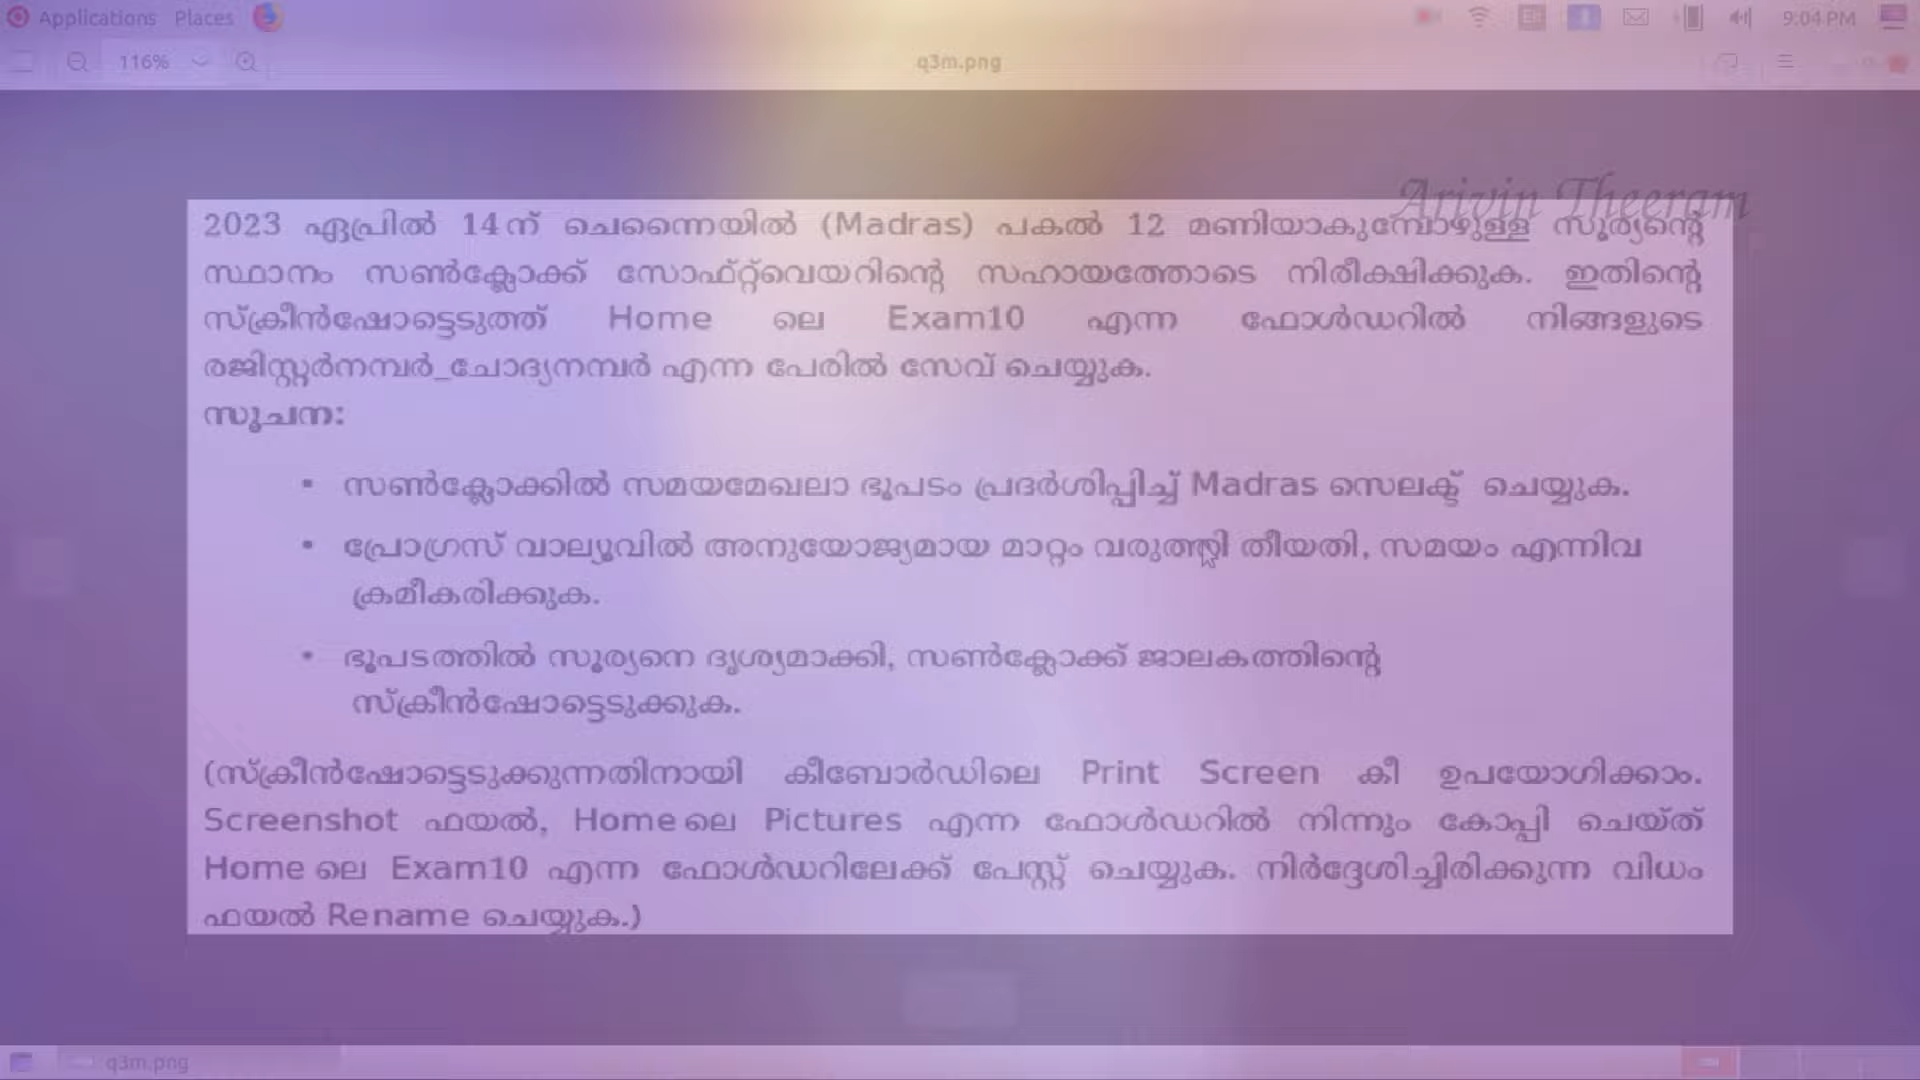 Applications Places 9:04 PM
116% q3m.png
Arivin Theeram
2023 ഏപ്രിൽ 14ന് ചെന്നൈയിൽ (Madras) പകൽ 12 മണിയാകുമ്പോഴുള്ള സൂര്യന്റെ
സ്ഥാനം സൺക്ലോക്ക് സോഫ്റ്റ്‌വെയറിന്റെ സഹായത്തോടെ നിരീക്ഷിക്കുക. ഇതിന്റെ
സ്ക്രീൻഷോട്ടെടുത്ത് Home ലെ Exam10 എന്ന ഫോൾഡറിൽ നിങ്ങളുടെ
രജിസ്റ്റർനമ്പർ_ചോദ്യനമ്പർ എന്ന പേരിൽ സേവ് ചെയ്യുക.
സൂചന:
▪ സൺക്ലോക്കിൽ സമയമേഖലാ ഭൂപടം പ്രദർശിപ്പിച്ച് Madras സെലക്ട് ചെയ്യുക.
• പ്രോഗ്രസ് വാല്യൂവിൽ അനുയോജ്യമായ മാറ്റം വരുത്തി തീയതി, സമയം എന്നിവ
ക്രമീകരിക്കുക.
• ഭൂപടത്തിൽ സൂര്യനെ ദൃശ്യമാക്കി, സൺക്ലോക്ക് ജാലകത്തിന്റെ
സ്ക്രീൻഷോട്ടെടുക്കുക.
(സ്ക്രീൻഷോട്ടെടുക്കുന്നതിനായി കീബോർഡിലെ Print Screen കീ ഉപയോഗിക്കാം.
Screenshot ഫയൽ, Home ലെ Pictures എന്ന ഫോൾഡറിൽ നിന്നും കോപ്പി ചെയ്ത്
Home ലെ Exam10 എന്ന ഫോൾഡറിലേക്ക് പേസ്റ്റ് ചെയ്യുക. നിർദ്ദേശിച്ചിരിക്കുന്ന വിധം
ഫയൽ Rename ചെയ്യുക.)
q3m.png